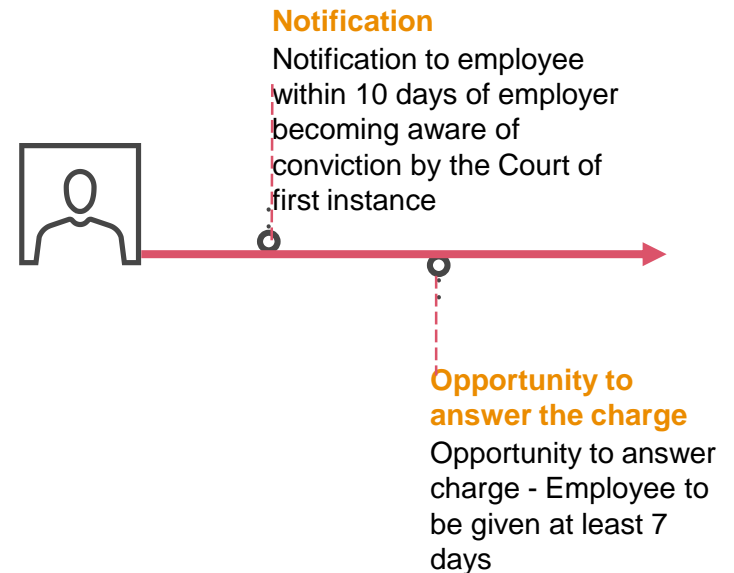 Notification
Notification to employee
within 10 days of employer
becoming aware of
conviction by the Court of
first instance
Opportunity to
answer the charge
Opportunity to answer
charge - Employee to
be given at least 7
days